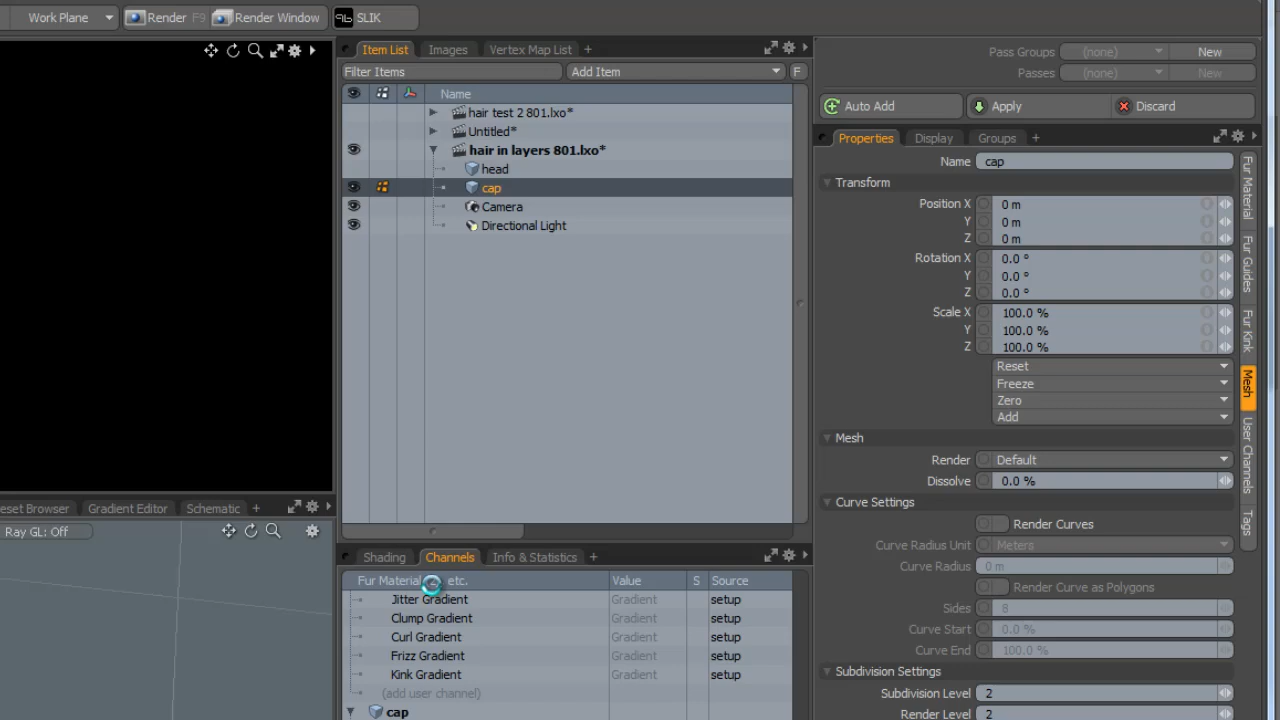 Work Plane Render F9 Render Window SLIK
Item List Images Vertex Map List +
Filter Items Add Item F
Name
hair test 2 801.lxo*
Untitled*
hair in layers 801.lxo*
head
cap
Camera
Directional Light
Pass Groups (none) New
Passes (none) New
Auto Add Apply Discard
Properties Display Groups +
Name cap
Transform
Position X 0 m
Y 0 m
Z 0 m
Rotation X 0.0 º
Y 0.0 º
Z 0.0 º
Scale X 100.0 %
Y 100.0 %
Z 100.0 %
Reset
Freeze
Zero
Add
Mesh
Render Default
Dissolve 0.0 %
Curve Settings
Render Curves
Curve Radius Unit Meters
Curve Radius 0 m
Render Curve as Polygons
Sides 8
Curve Start 0.0 %
Curve End 100.0 %
Subdivision Settings
Subdivision Level 2
Render Level 2
Fur Material
Fur Guides
Fur Kink
Mesh
User Channels
Tags
eset Browser Gradient Editor Schematic +
Ray GL: Off
Shading Channels Info & Statistics +
Fur Material etc. Value S Source
Jitter Gradient Gradient setup
Clump Gradient Gradient setup
Curl Gradient Gradient setup
Frizz Gradient Gradient setup
Kink Gradient Gradient setup
(add user channel)
cap